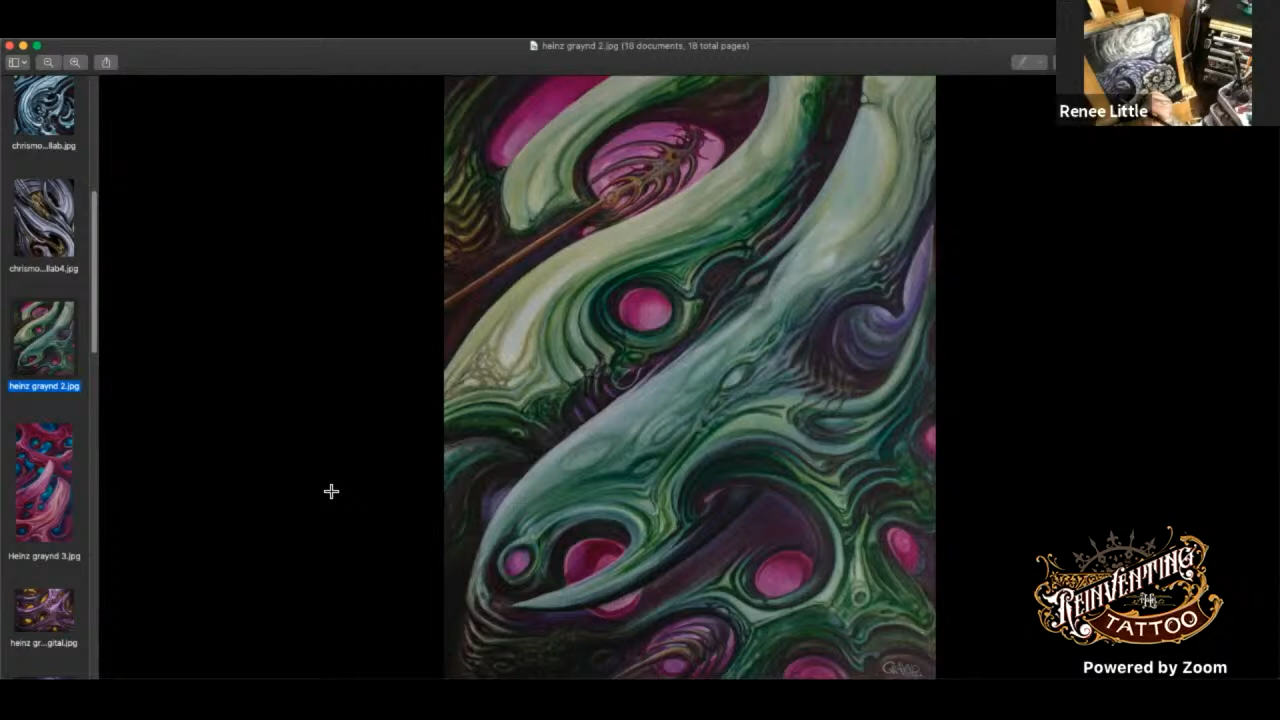 heinz graynd 2.jpg (18 documents, 18 total pages)
Renee Little
chrismo...llab.jpg
chrismo...llab4.jpg
heinz graynd 2.jpg
Heinz graynd 3.jpg
heinz gr...gital.jpg
REINVENTING
THE
TATTOO
Powered by Zoom